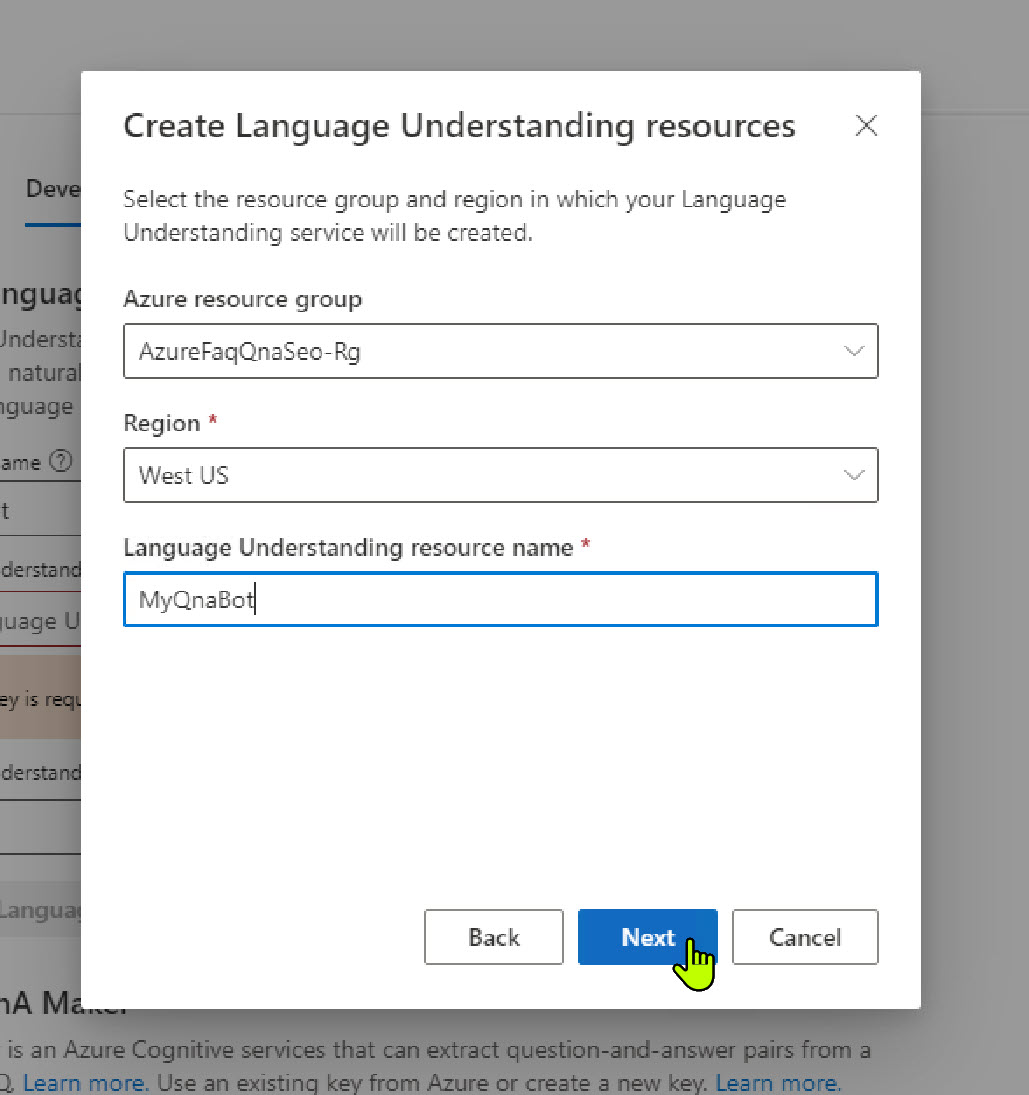 Create Language Understanding resources
Select the resource group and region in which your Language
Understanding service will be created.
Deve
Azure resource group
AzureFaqQnaSeo-Rg
Region *
West US
Language Understanding resource name *
MyQnaBot
Back
Next
Cancel
nguag
Understa
natural
nguage
ame ?
t
derstand
guage U
ey is requ
derstand
Languag
nA Maker
is an Azure Cognitive services that can extract question-and-answer pairs from a
Q. Learn more. Use an existing key from Azure or create a new key. Learn more.